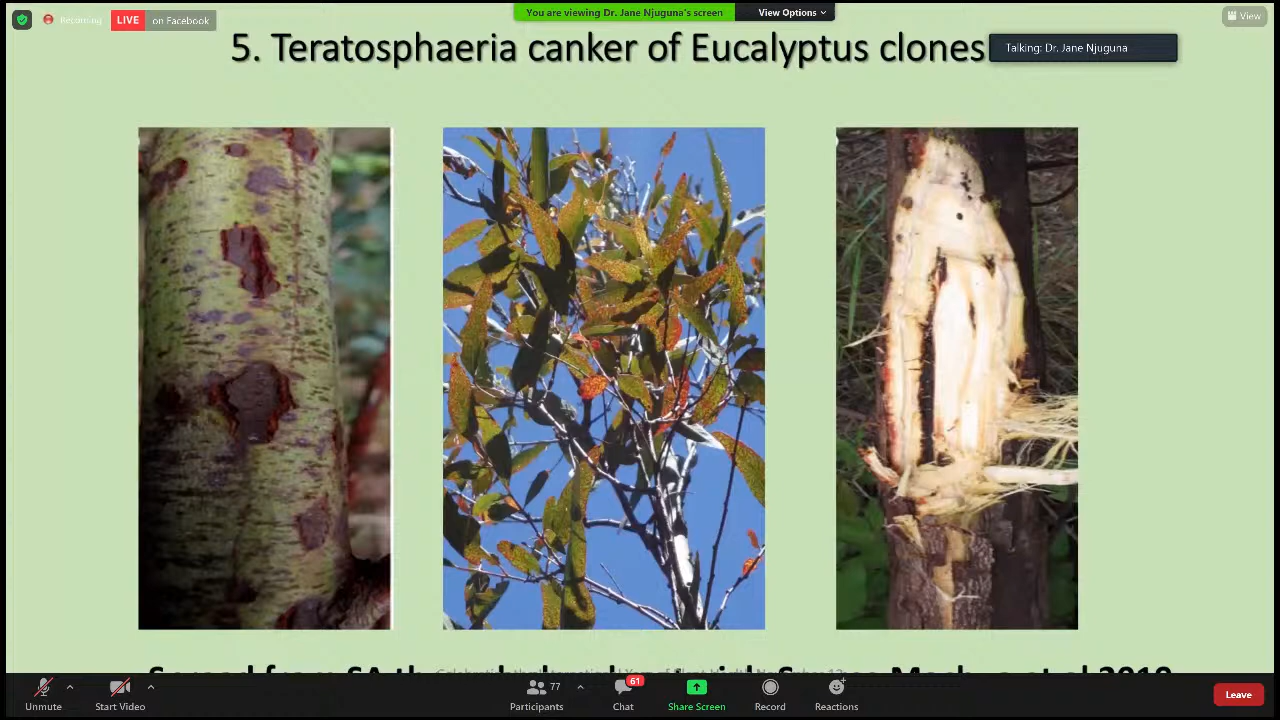 Recording
LIVE on Facebook
You are viewing Dr. Jane Njuguna's screen
View Options
View
5. Teratosphaeria canker of Eucalyptus clones
Talking: Dr. Jane Njuguna
Unmute
Start Video
77
Participants
61
Chat
Share Screen
Record
Reactions
Leave